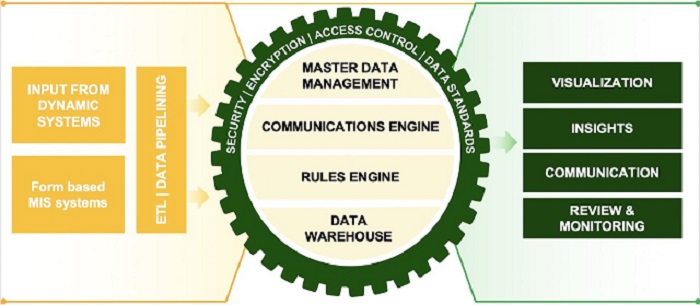 INPUT FROM
DYNAMIC
SYSTEMS
Form based
MIS systems
ETL | DATA PIPELINING
SECURITY | ENCRYPTION | ACCESS CONTROL | DATA STANDARDS
MASTER DATA
MANAGEMENT
COMMUNICATIONS ENGINE
RULES ENGINE
DATA
WAREHOUSE
VISUALIZATION
INSIGHTS
COMMUNICATION
REVIEW &
MONITORING